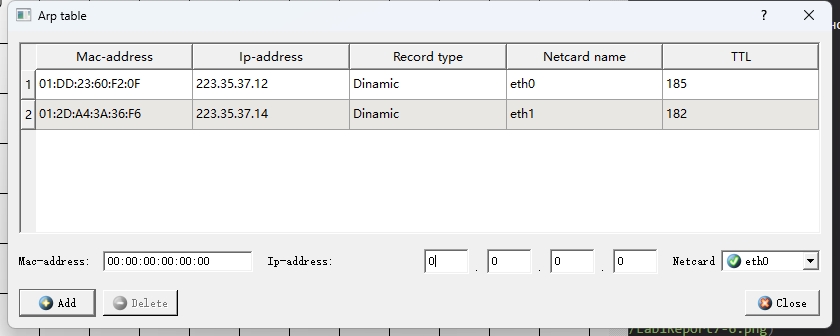 Arp table
Mac-address Ip-address Record type Netcard name TTL
1 01:DD:23:60:F2:0F 223.35.37.12 Dinamic eth0 185
2 01:2D:A4:3A:36:F6 223.35.37.14 Dinamic eth1 182
Mac-address: 00:00:00:00:00:00 Ip-address: 0 . 0 . 0 . 0 Netcard eth0
Add Delete Close
/Lab1Report7-6.png)